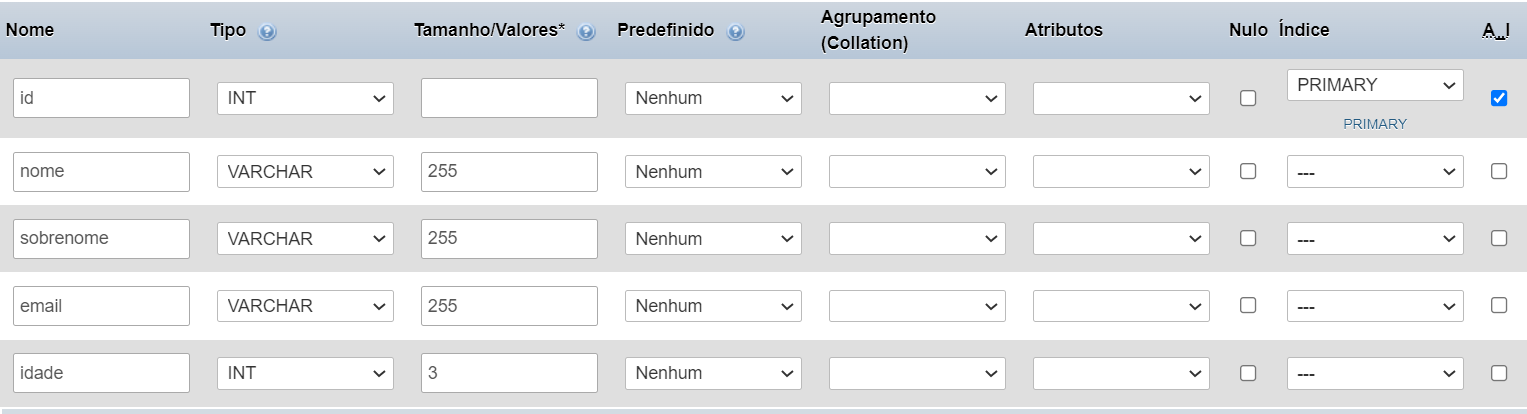 Nome Tipo Tamanho/Valores* Predefinido Agrupamento (Collation) Atributos Nulo Índice A_I
id INT Nenhum PRIMARY
PRIMARY
nome VARCHAR 255 Nenhum ---
sobrenome VARCHAR 255 Nenhum ---
email VARCHAR 255 Nenhum ---
idade INT 3 Nenhum ---